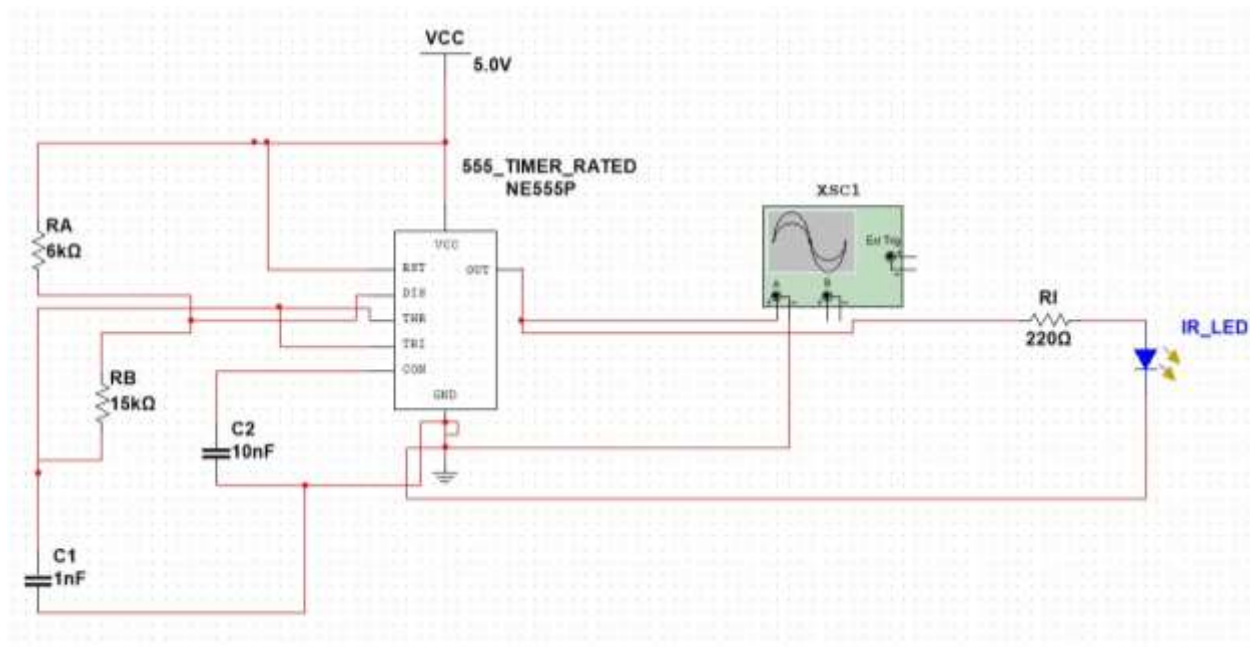 VCC
5.0V
555_TIMER_RATED
NE555P
XSC1
RA
6kΩ
VCC
Ext Trig
RST
OUT
DIS
A
B
THR
RI
IR_LED
TRI
220Ω
RB
CON
15kΩ
GND
C2
10nF
C1
1nF